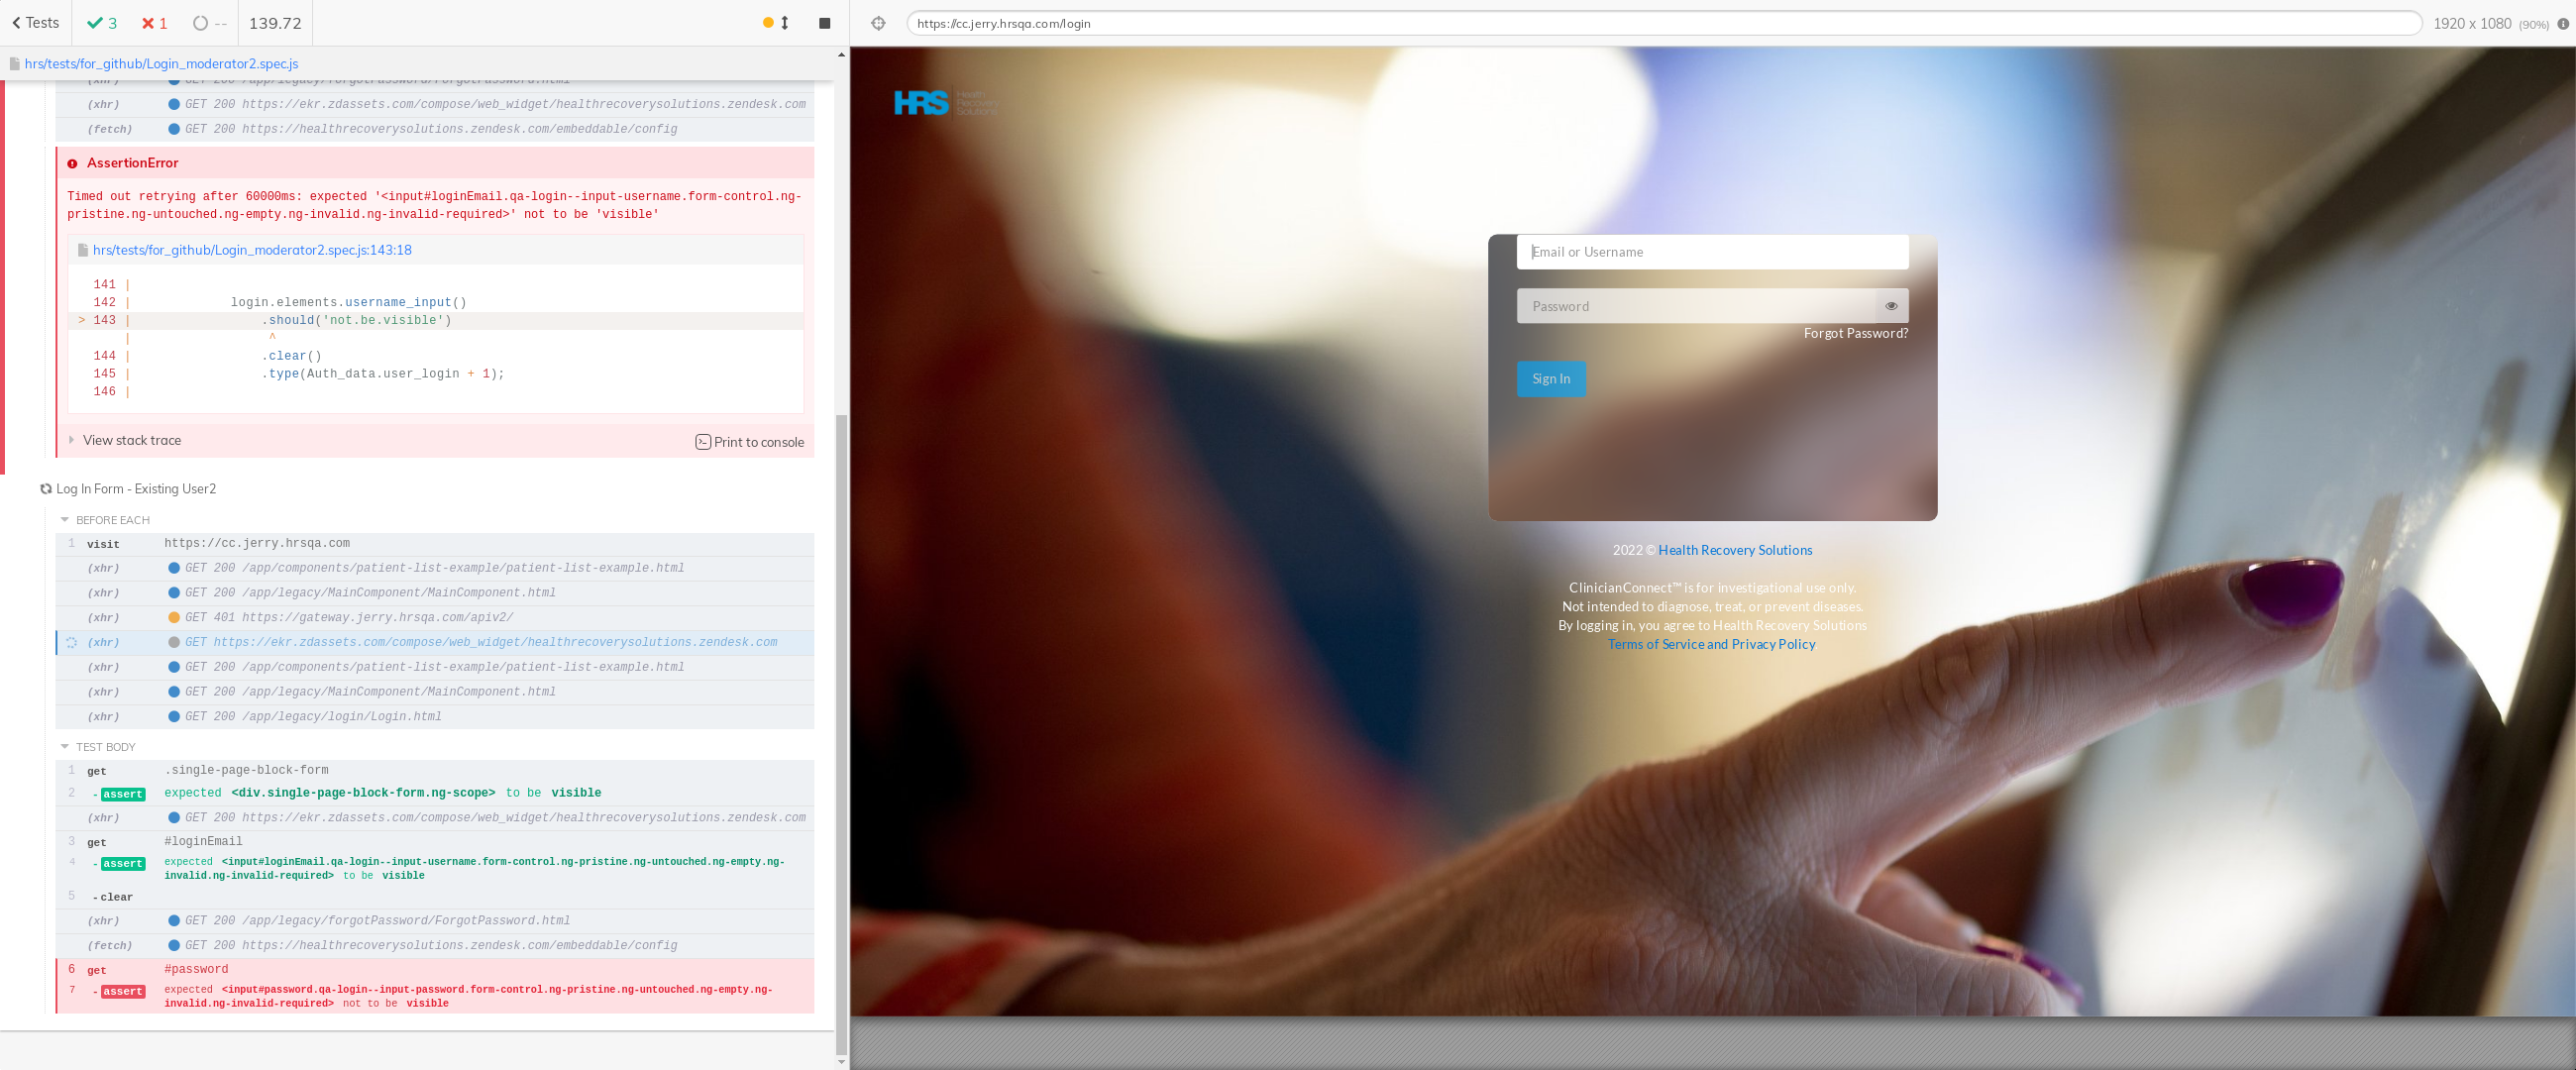 Tests
3
1
--
139.72
https://cc.jerry.hrsqa.com/login
1920 x 1080 (90%)
hrs/tests/for_github/Login_moderator2.spec.js
(xhr) GET 200 /app/legacy/forgotPassword/ForgotPassword.html
(xhr) GET 200 https://ekr.zdassets.com/compose/web_widget/healthrecoverysolutions.zendesk.com
(fetch) GET 200 https://healthrecoverysolutions.zendesk.com/embeddable/config
AssertionError
Timed out retrying after 60000ms: expected '<input#loginEmail.qa-login--input-username.form-control.ng-
pristine.ng-untouched.ng-empty.ng-invalid.ng-invalid-required>' not to be 'visible'
hrs/tests/for_github/Login_moderator2.spec.js:143:18
141 |
142 | login.elements.username_input()
> 143 | .should('not.be.visible')
| ^
144 | .clear()
145 | .type(Auth_data.user_login + 1);
146 |
View stack trace
Print to console
Log In Form - Existing User2
BEFORE EACH
1 visit https://cc.jerry.hrsqa.com
(xhr) GET 200 /app/components/patient-list-example/patient-list-example.html
(xhr) GET 200 /app/legacy/MainComponent/MainComponent.html
(xhr) GET 401 https://gateway.jerry.hrsqa.com/apiv2/
(xhr) GET https://ekr.zdassets.com/compose/web_widget/healthrecoverysolutions.zendesk.com
(xhr) GET 200 /app/components/patient-list-example/patient-list-example.html
(xhr) GET 200 /app/legacy/MainComponent/MainComponent.html
(xhr) GET 200 /app/legacy/login/Login.html
TEST BODY
1 get .single-page-block-form
2 -assert expected <div.single-page-block-form.ng-scope> to be visible
(xhr) GET 200 https://ekr.zdassets.com/compose/web_widget/healthrecoverysolutions.zendesk.com
3 get #loginEmail
4 -assert expected <input#loginEmail.qa-login--input-username.form-control.ng-pristine.ng-untouched.ng-empty.ng-
invalid.ng-invalid-required> to be visible
5 -clear
(xhr) GET 200 /app/legacy/forgotPassword/ForgotPassword.html
(fetch) GET 200 https://healthrecoverysolutions.zendesk.com/embeddable/config
6 get #password
7 -assert expected <input#password.qa-login--input-password.form-control.ng-pristine.ng-untouched.ng-empty.ng-
invalid.ng-invalid-required> not to be visible
HRS
Health
Recovery
Solutions
Email or Username
Password
Forgot Password?
Sign In
2022 © Health Recovery Solutions
ClinicianConnect™ is for investigational use only.
Not intended to diagnose, treat, or prevent diseases.
By logging in, you agree to Health Recovery Solutions
Terms of Service and Privacy Policy